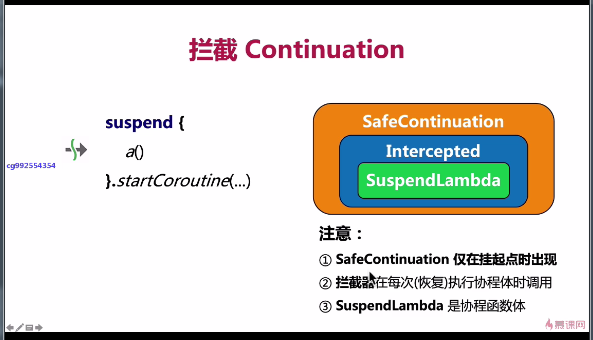 拦截 Continuation
suspend {
a()
}.startCoroutine(...)
cg992554354
SafeContinuation
Intercepted
SuspendLambda
注意：
① SafeContinuation 仅在挂起点时出现
② 拦截器在每次(恢复)执行协程体时调用
③ SuspendLambda 是协程函数体
慕课网